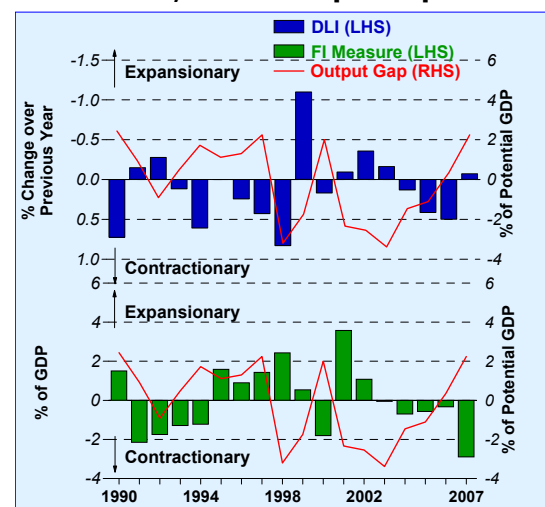 DLI (LHS)
FI Measure (LHS)
Output Gap (RHS)
-1.5
6
Expansionary
-1.0
4
-0.5
2
0.0
0
0.5
-2
1.0
-4
Contractionary
% Change over
Previous Year
% of Potential GDP
6
6
Expansionary
4
4
2
2
0
0
-2
-2
Contractionary
-4
-4
% of GDP
% of Potential GDP
1990
1994
1998
2002
2007